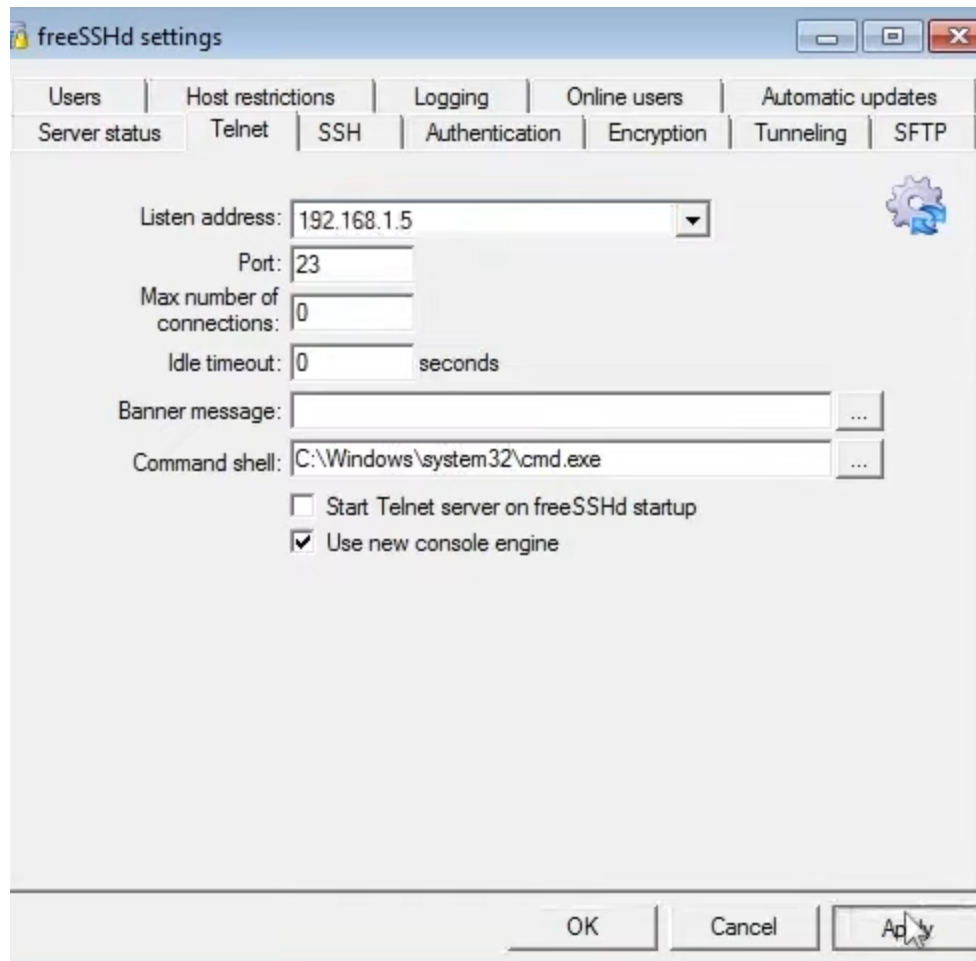 freeSSHd settings
Users Host restrictions Logging Online users Automatic updates
Server status Telnet SSH Authentication Encryption Tunneling SFTP
Listen address: 192.168.1.5
Port: 23
Max number of
connections: 0
Idle timeout: 0 seconds
Banner message: ...
Command shell: C:\Windows\system32\cmd.exe ...
Start Telnet server on freeSSHd startup
Use new console engine
OK Cancel Apply